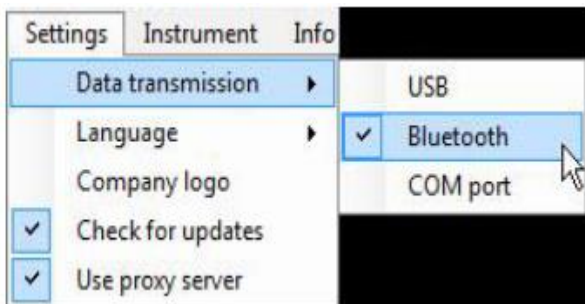 Settings Instrument Info
Data transmission
Language
Company logo
Check for updates
Use proxy server
USB
Bluetooth
COM port